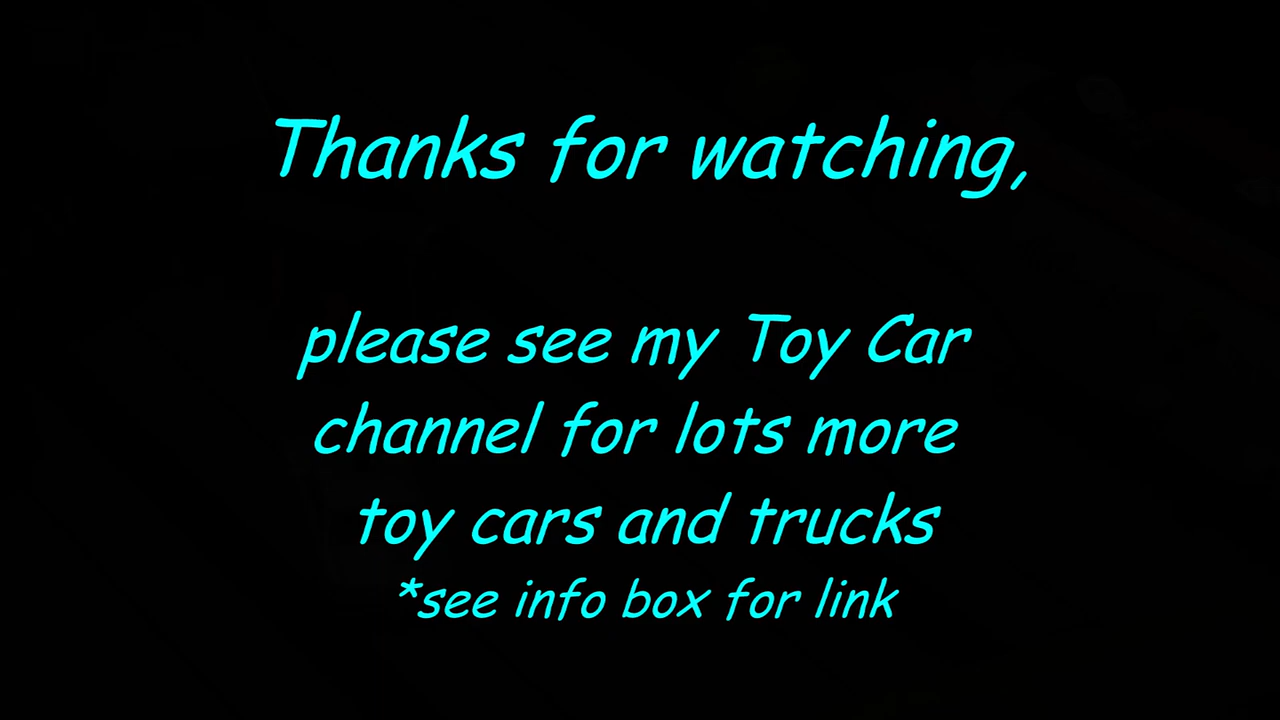 Thanks for watching,
please see my Toy Car
channel for lots more
toy cars and trucks
*see info box for link